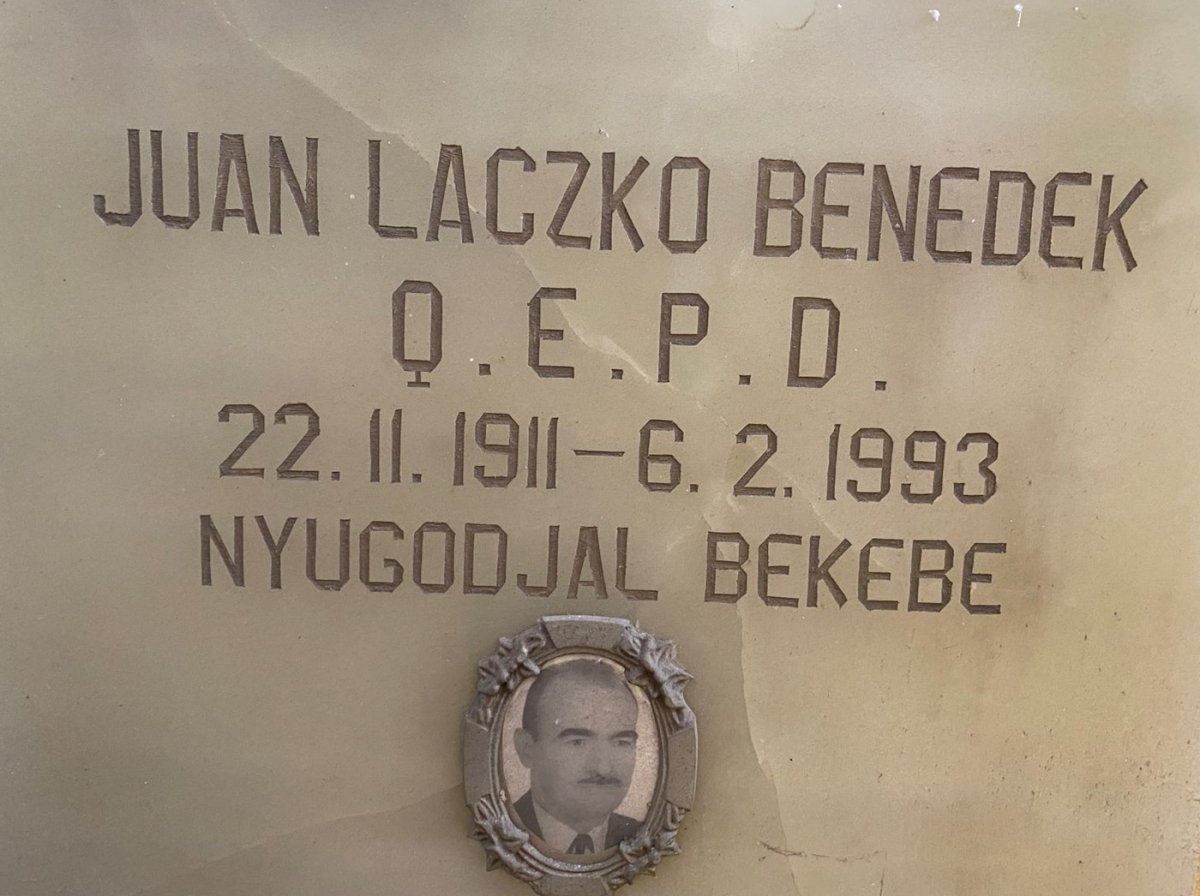 JUAN LACZKO BENEDEK
Q.E.P.D.
22.11.1911-6.2.1993
NYUGODJAL BEKEBE